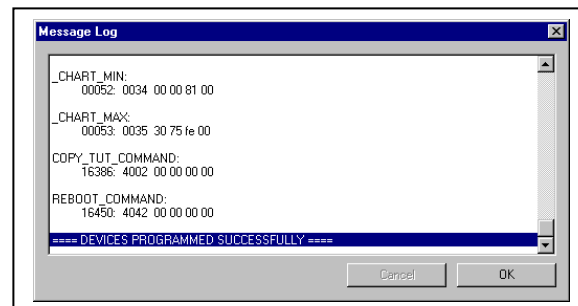 Message Log
_CHART_MIN:
00052: 0034 00 00 81 00
_CHART_MAX:
00053: 0035 30 75 fe 00
COPY_TUT_COMMAND:
16386: 4002 00 00 00 00
REBOOT_COMMAND:
16450: 4042 00 00 00 00
==== DEVICES PROGRAMMED SUCCESSFULLY ====
Cancel
OK